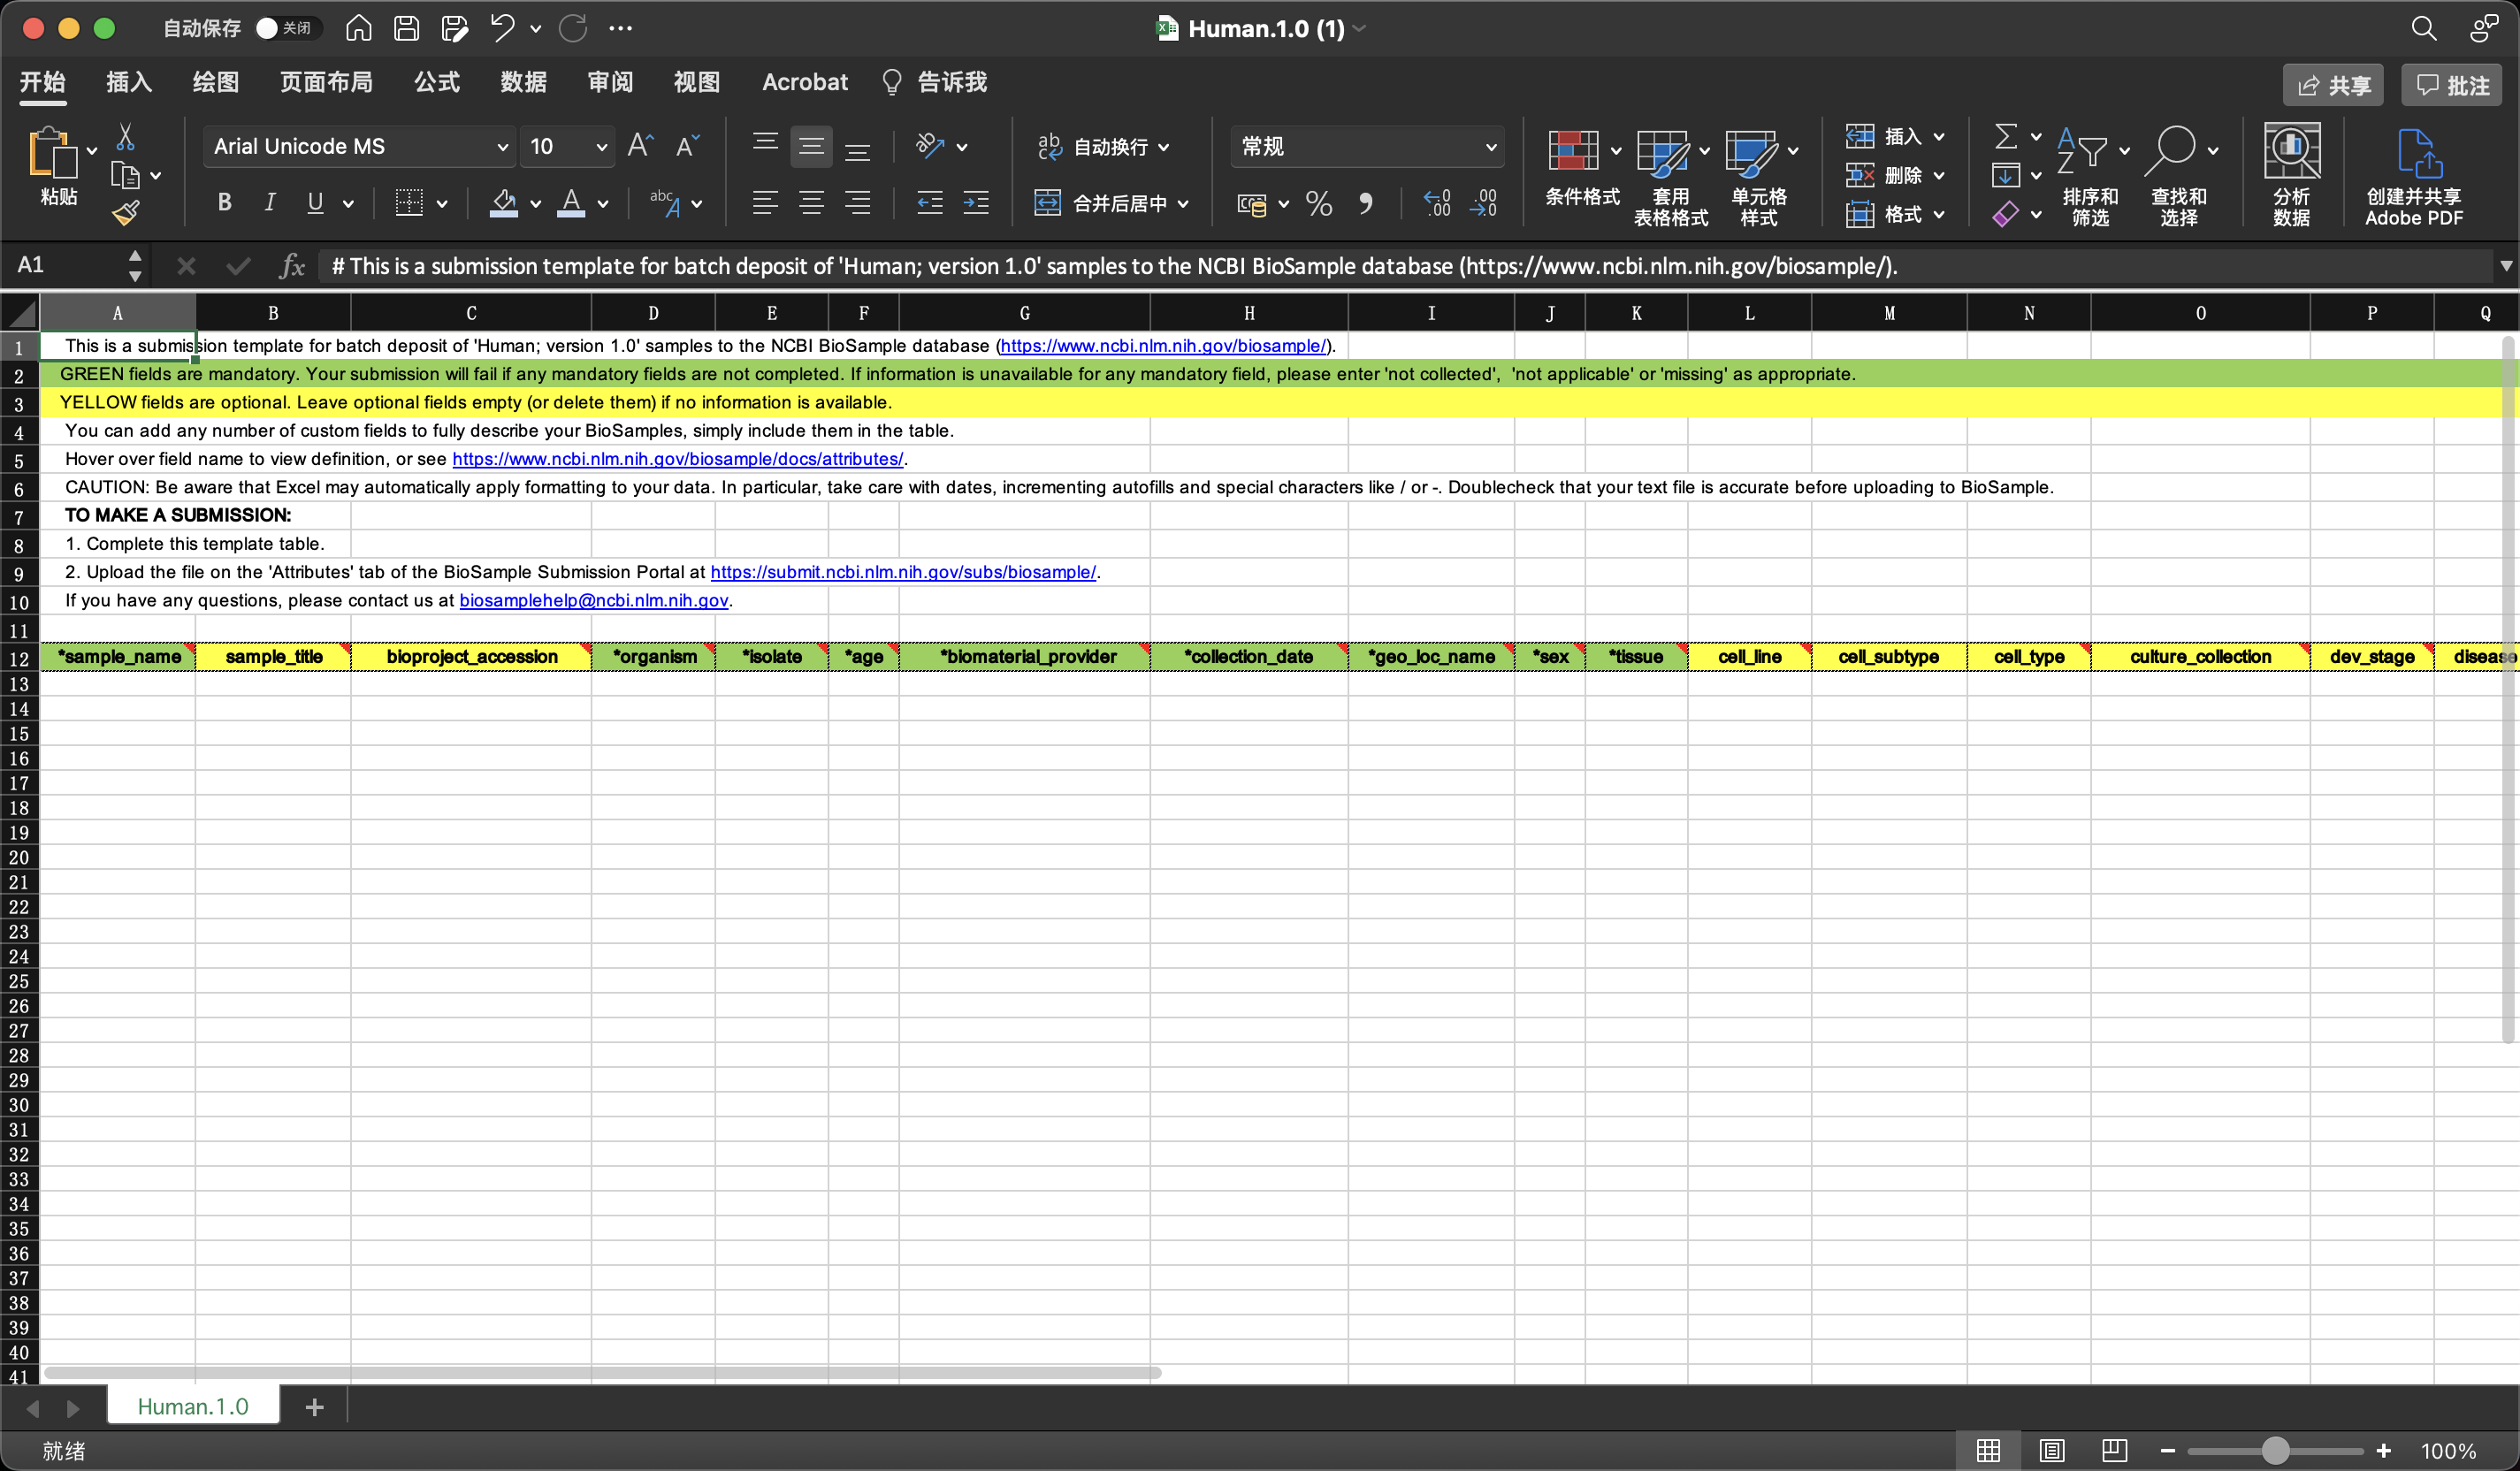 自动保存 关闭 Human.1.0 (1)
开始 插入 绘图 页面布局 公式 数据 审阅 视图 Acrobat 告诉我 共享 批注
粘贴 Arial Unicode MS 10 自动换行 合并后居中 常规 条件格式 套用 表格格式 单元格 样式 插入 删除 格式 排序和 筛选 查找和 选择 分析 数据 创建并共享 Adobe PDF
A1 fx # This is a submission template for batch deposit of 'Human; version 1.0' samples to the NCBI BioSample database (https://www.ncbi.nlm.nih.gov/biosample/).
A B C D E F G H I J K L M N O P Q
1 This is a submission template for batch deposit of 'Human; version 1.0' samples to the NCBI BioSample database (https://www.ncbi.nlm.nih.gov/biosample/).
2 GREEN fields are mandatory. Your submission will fail if any mandatory fields are not completed. If information is unavailable for any mandatory field, please enter 'not collected', 'not applicable' or 'missing' as appropriate.
3 YELLOW fields are optional. Leave optional fields empty (or delete them) if no information is available.
4 You can add any number of custom fields to fully describe your BioSamples, simply include them in the table.
5 Hover over field name to view definition, or see https://www.ncbi.nlm.nih.gov/biosample/docs/attributes/.
6 CAUTION: Be aware that Excel may automatically apply formatting to your data. In particular, take care with dates, incrementing autofills and special characters like / or -. Doublecheck that your text file is accurate before uploading to BioSample.
7 TO MAKE A SUBMISSION:
8 1. Complete this template table.
9 2. Upload the file on the 'Attributes' tab of the BioSample Submission Portal at https://submit.ncbi.nlm.nih.gov/subs/biosample/.
10 If you have any questions, please contact us at biosamplehelp@ncbi.nlm.nih.gov.
11
12 *sample_name sample_title bioproject_accession *organism *isolate *age *biomaterial_provider *collection_date *geo_loc_name *sex *tissue cell_line cell_subtype cell_type culture_collection dev_stage disease
13
14
15
16
17
18
19
20
21
22
23
24
25
26
27
28
29
30
31
32
33
34
35
36
37
38
39
40
41
Human.1.0
就绪 100%